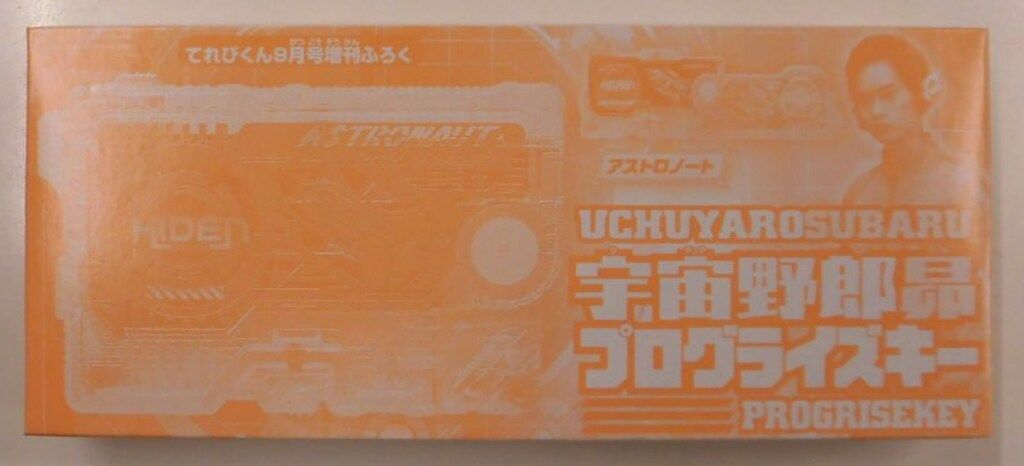 てれびくん9月号増刊ふろく
ASTRONAUT
HIDEN
アストロノート
UCHUYAROSUBARU
宇宙野郎昴
プログライズキー
PROGRISEKEY